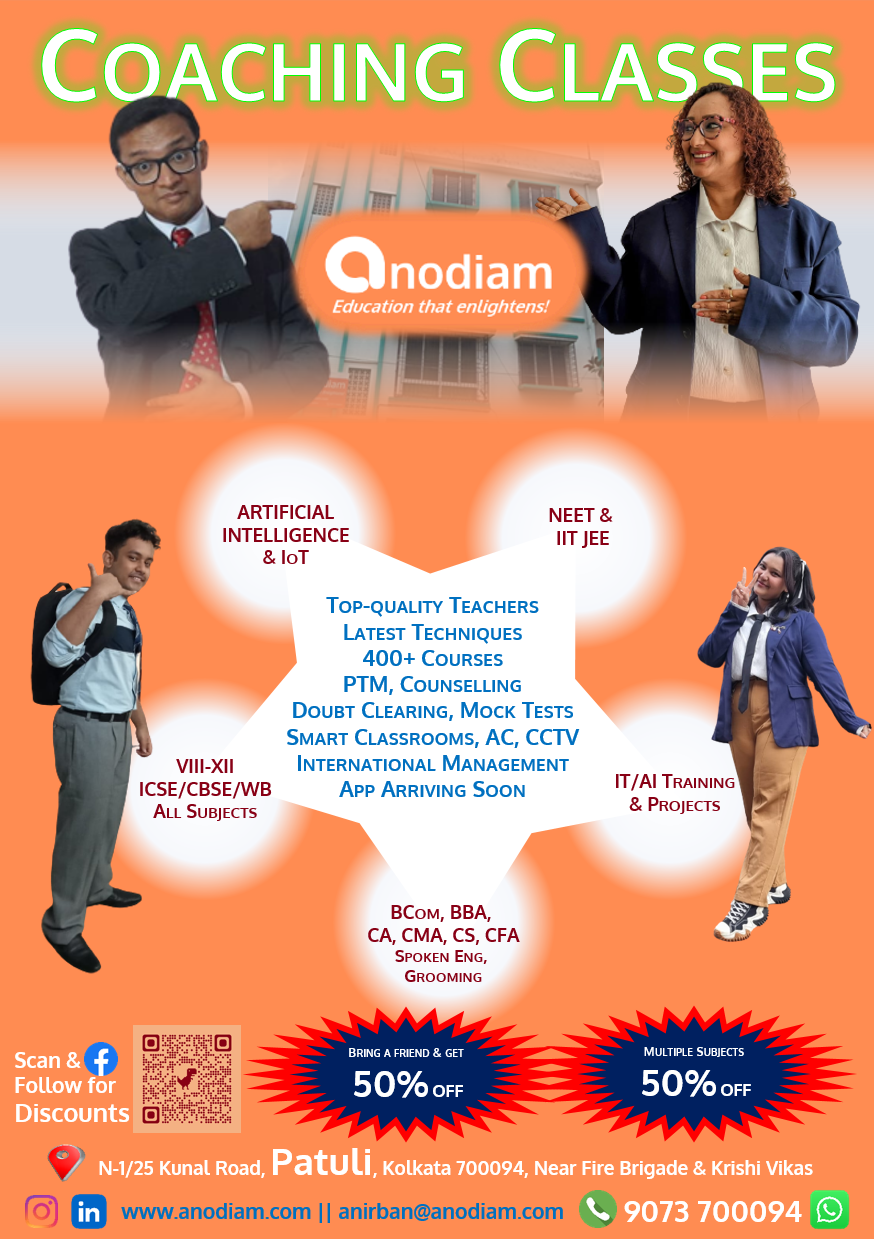 COACHING CLASSES
anodiam
Education that enlightens!
ARTIFICIAL
INTELLIGENCE
& IoT
NEET &
IIT JEE
TOP-QUALITY TEACHERS
LATEST TECHNIQUES
400+ COURSES
PTM, COUNSELLING
DOUBT CLEARING, MOCK TESTS
SMART CLASSROOMS, AC, CCTV
INTERNATIONAL MANAGEMENT
APP ARRIVING SOON
VIII-XII
ICSE/CBSE/WB
ALL SUBJECTS
IT/AI TRAINING
& PROJECTS
BCOM, BBA,
CA, CMA, CS, CFA
SPOKEN ENG,
GROOMING
Scan &
Follow for
Discounts
BRING A FRIEND & GET
50% OFF
MULTIPLE SUBJECTS
50% OFF
N-1/25 Kunal Road, Patuli, Kolkata 700094, Near Fire Brigade & Krishi Vikas
www.anodiam.com || anirban@anodiam.com 9073 700094